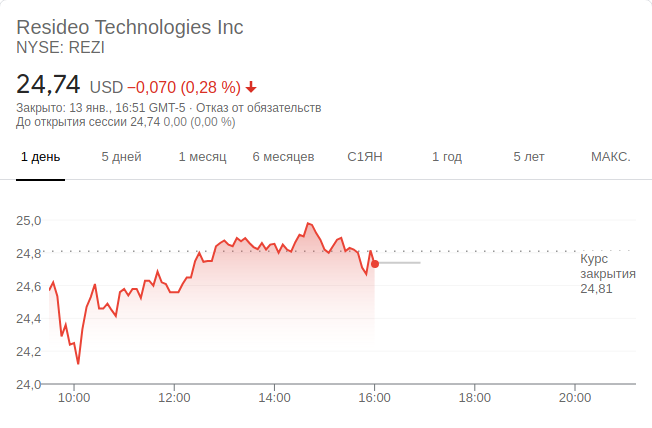 Resideo Technologies Inc
NYSE: REZI
24,74 USD −0,070 (0,28 %)
Закрыто: 13 янв., 16:51 GMT-5 · Отказ от обязательств
До открытия сессии 24,74 0,00 (0,00 %)
1 день 5 дней 1 месяц 6 месяцев С1ЯН 1 год 5 лет МАКС.
25,0
24,8
24,6
24,4
24,2
24,0
Курс
закрытия
24,81
10:00 12:00 14:00 16:00 18:00 20:00